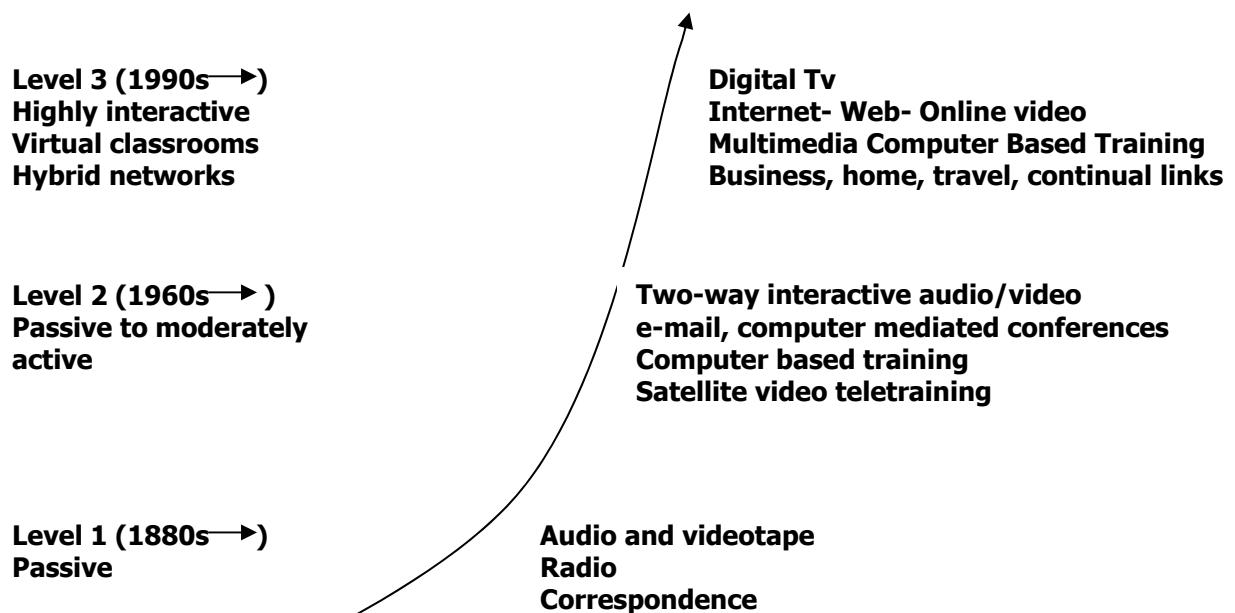 Level 3 (1990s→)
Highly interactive
Virtual classrooms
Hybrid networks
Digital Tv
Internet- Web- Online video
Multimedia Computer Based Training
Business, home, travel, continual links
Level 2 (1960s→ )
Passive to moderately
active
Two-way interactive audio/video
e-mail, computer mediated conferences
Computer based training
Satellite video teletraining
Level 1 (1880s→)
Passive
Audio and videotape
Radio
Correspondence